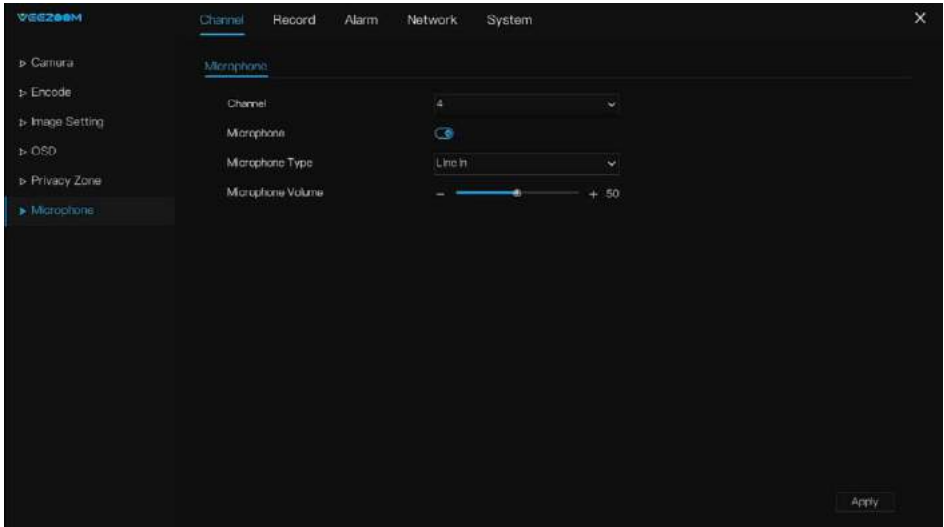 VEEZOOM
Channel Record Alarm Network System
Camura
Encode
Image Setting
OSD
Privacy Zone
Microphone
Microphone
Channel 4
Microphone
Microphone Type Line In
Microphone Volume 50
Apply